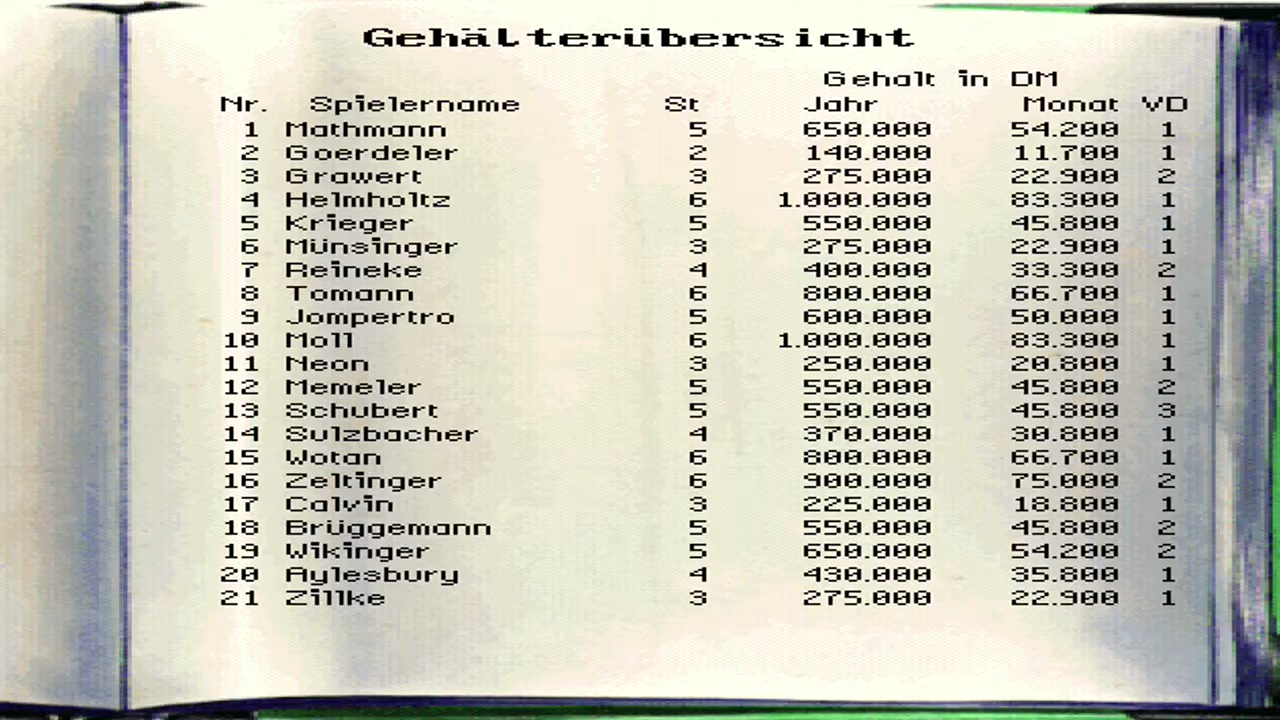 Gehälterübersicht
Gehalt in DM
Nr. Spielername St Jahr Monat VD
1 Mathmann 5 650.000 54.200 1
2 Goerdeler 2 140.000 11.700 1
3 Grawert 3 275.000 22.900 2
4 Helmholtz 6 1.000.000 83.300 1
5 Krieger 5 550.000 45.800 1
6 Münsinger 3 275.000 22.900 1
7 Reineke 4 400.000 33.300 2
8 Tomann 6 800.000 66.700 1
9 Jompertro 5 600.000 50.000 1
10 Moll 6 1.000.000 83.300 1
11 Neon 3 250.000 20.800 1
12 Memeler 5 550.000 45.800 2
13 Schubert 5 550.000 45.800 3
14 Sulzbacher 4 370.000 30.800 1
15 Wotan 6 800.000 66.700 1
16 Zeltinger 6 900.000 75.000 2
17 Calvin 3 225.000 18.800 1
18 Brüggemann 5 550.000 45.800 2
19 Wikinger 5 650.000 54.200 2
20 Aylesbury 4 430.000 35.800 1
21 Zillke 3 275.000 22.900 1